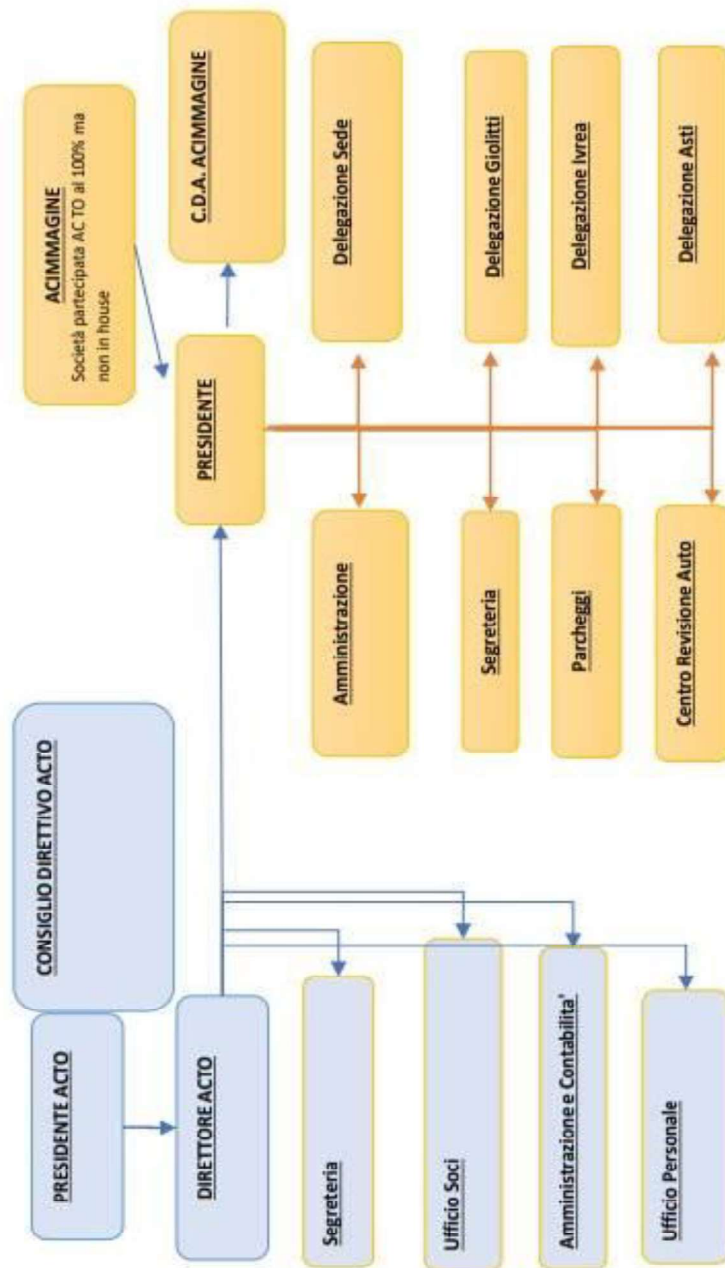 PRESIDENTE ACTO
CONSIGLIO DIRETTIVO ACTO
DIRETTORE ACTO
Segreteria
Ufficio Soci
Amministrazione e Contabilita'
Ufficio Personale
ACIMMAGINE
Società partecipata AC TO al 100% ma
non in house
PRESIDENTE
C.D.A. ACIMMAGINE
Amministrazione
Delegazione Sede
Segreteria
Delegazione Giolitti
Parcheggi
Delegazione Ivrea
Centro Revisione Auto
Delegazione Asti